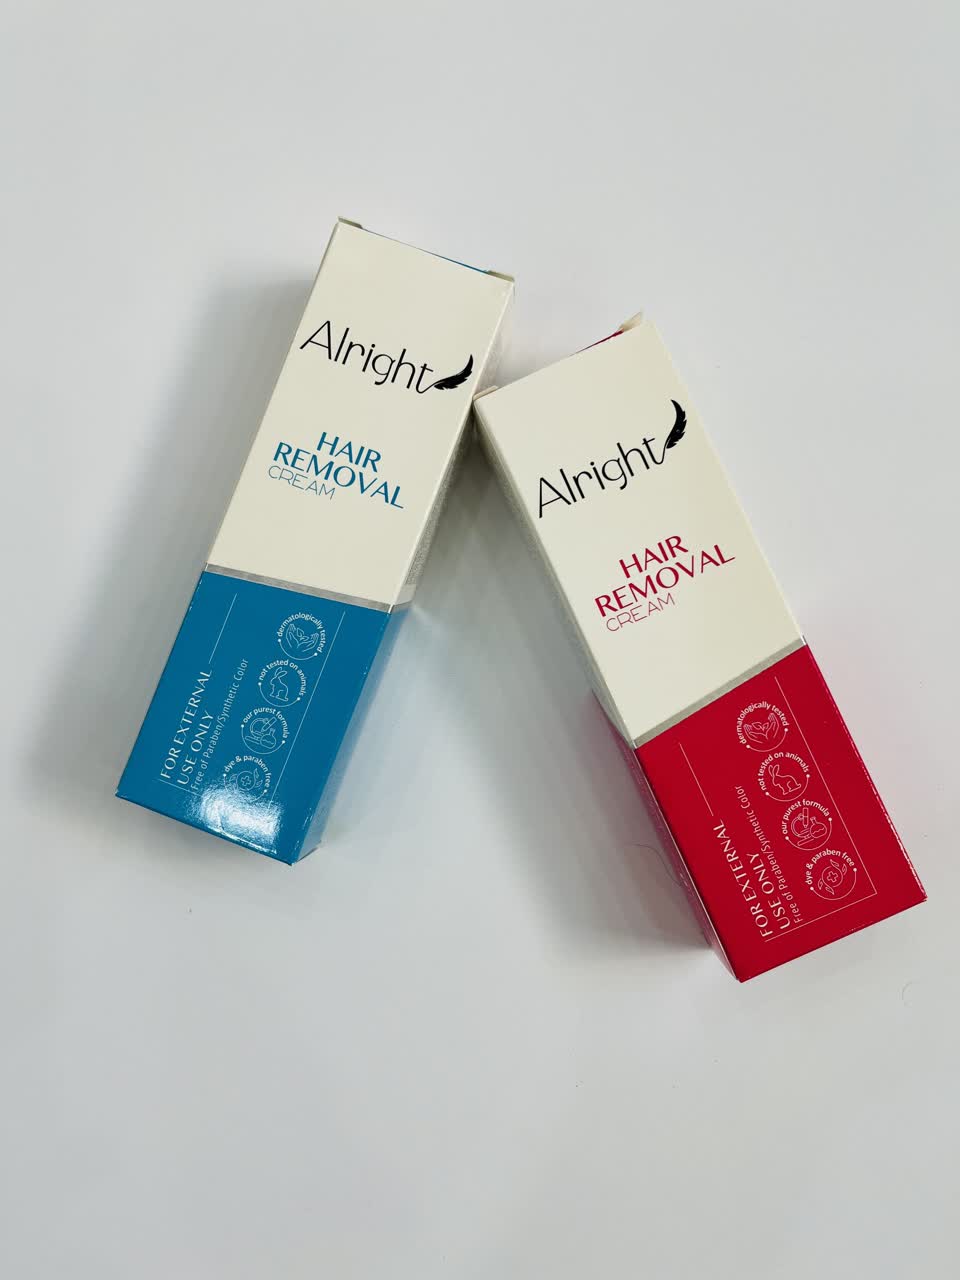 Alright
HAIR
REMOVAL
CREAM
FOR EXTERNAL
USE ONLY
Free of Paraben/Synthetic Color
dermatologically tested
not tested on animals
our purest formula
dye & paraben free
Alright
HAIR
REMOVAL
CREAM
FOR EXTERNAL
USE ONLY
Free of Paraben/Synthetic Color
dermatologically tested
not tested on animals
our purest formula
dye & paraben free